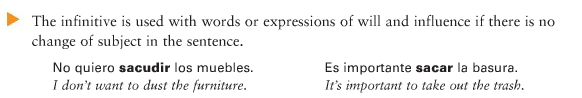 The infinitive is used with words or expressions of will and influence if there is no
change of subject in the sentence.
No quiero sacudir los muebles.
I don't want to dust the furniture.
Es importante sacar la basura.
It's important to take out the trash.